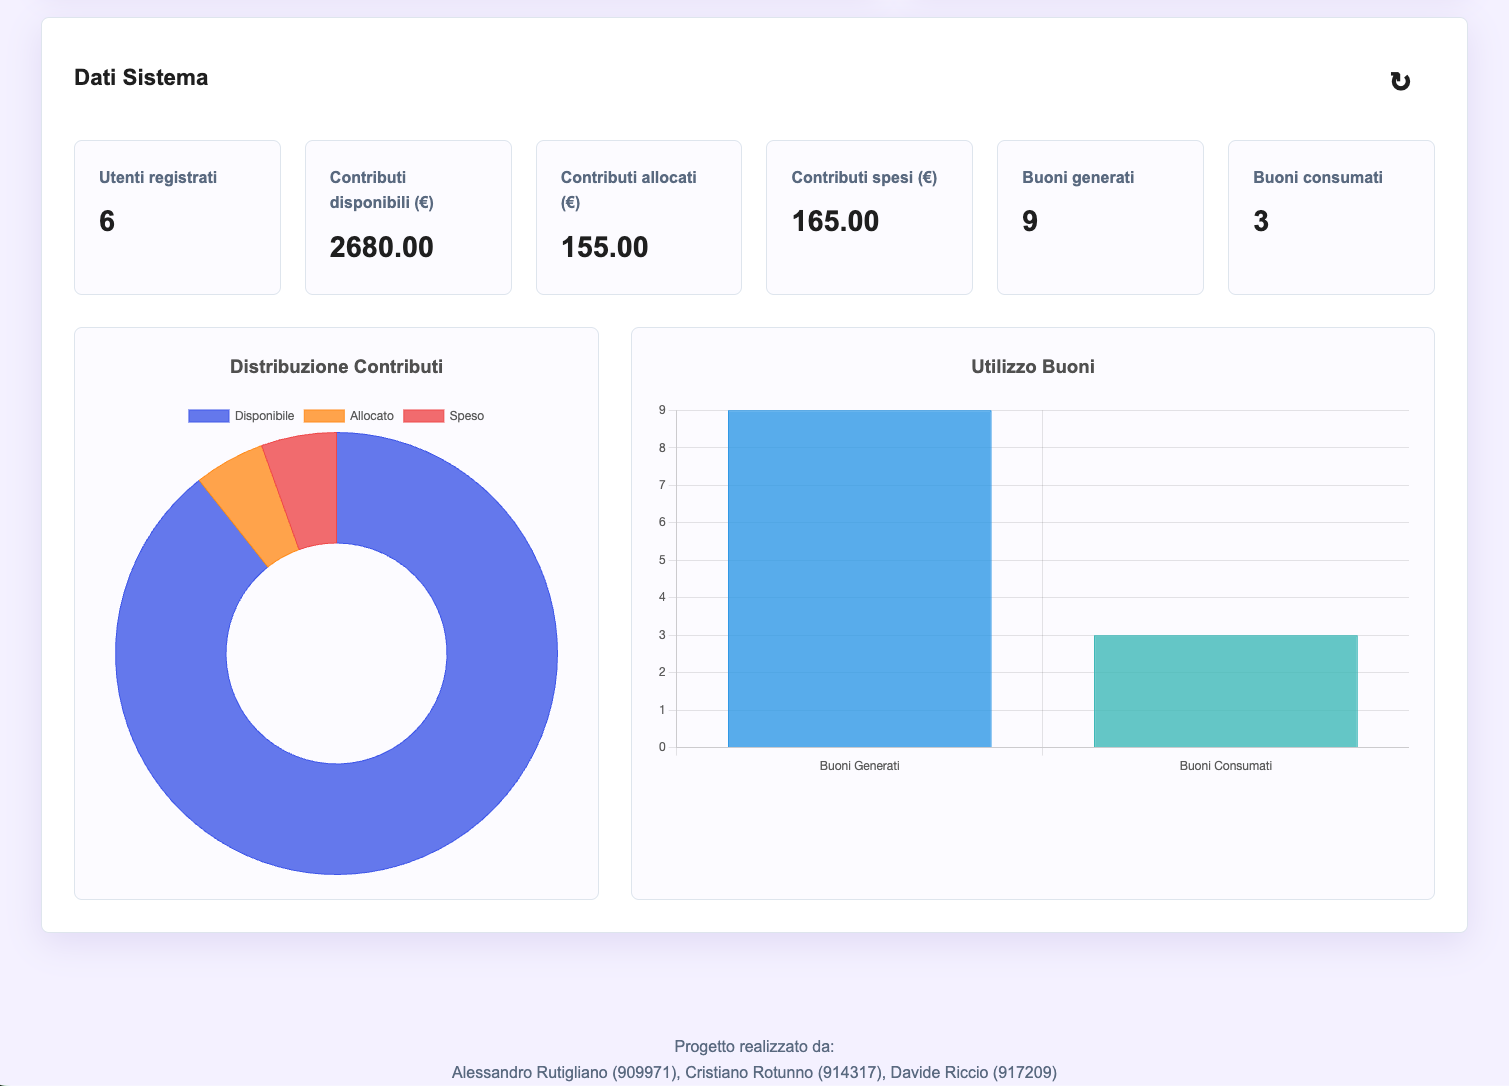 Dati Sistema
↻
Utenti registrati
6
Contributi
disponibili (€)
2680.00
Contributi allocati
(€)
155.00
Contributi spesi (€)
165.00
Buoni generati
9
Buoni consumati
3
Distribuzione Contributi
Disponibile Allocato Speso
Utilizzo Buoni
9
8
7
6
5
4
3
2
1
0
Buoni Generati Buoni Consumati
Progetto realizzato da:
Alessandro Rutigliano (909971), Cristiano Rotunno (914317), Davide Riccio (917209)